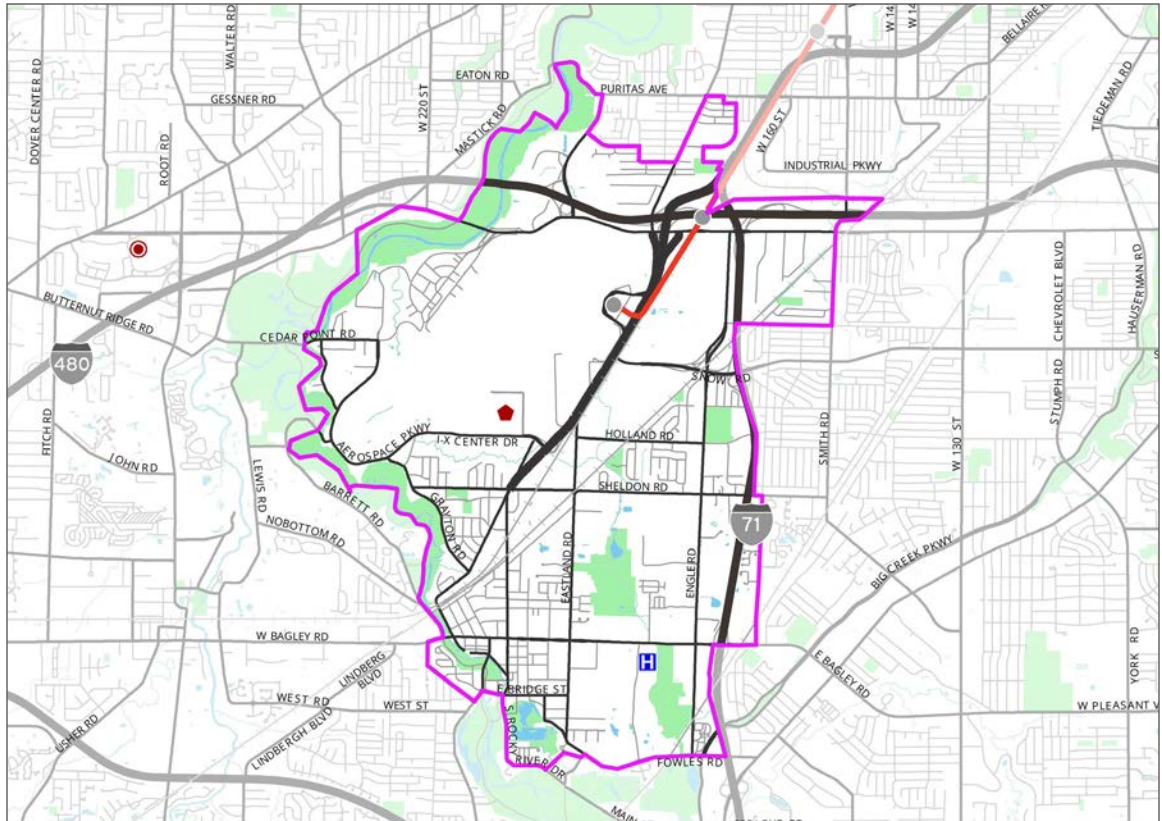 W 14
W 14
BELLAIRE R
DOVER CENTER RD
WALTER RD
EATON RD
PURITAS AVE
TIEDEMAN RD
GESSNER RD
W 220 ST
MASTICK RD
W 160 ST
ROOT RD
INDUSTRIAL PKWY
CHEVROLET BLVD
HAUSERMAN RD
BUTTERNUT RIDGE RD
CEDAR POINT RD
480
SNOW RD
S
STUMPH RD
FITCH RD
AEROSPACE PKWY
I-X CENTER DR
HOLLAND RD
SMITH RD
W 130 ST
JOHN RD
LEWIS RD
BARRETT RD
GRAYTON RD
SHELDON RD
NOBOTTOM RD
71
EASTLAND RD
ENGLE RD
BIG CREEK PKWY
W BAGLEY RD
H
E BAGLEY RD
YORK RD
LINDBERG BLVD
E BRIDGE ST
WEST RD
WEST ST
W PLEASANT V
USHER RD
LINDBERGH BLVD
S ROCKY
RIVER DR
FOWLES RD
MAIN